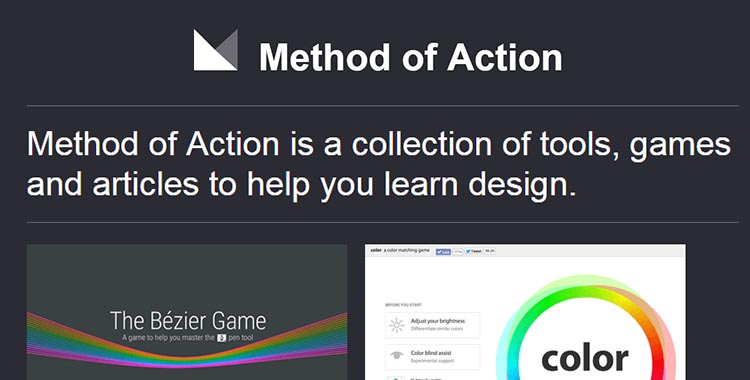 Method of Action
Method of Action is a collection of tools, games
and articles to help you learn design.
The Bézier Game
A game to help you master the pen tool
color a color matching game
Like
Tweet
BEFORE YOU START
Adjust your brightness
Differentiate similar colors
Color blind assist
Experimental support
color